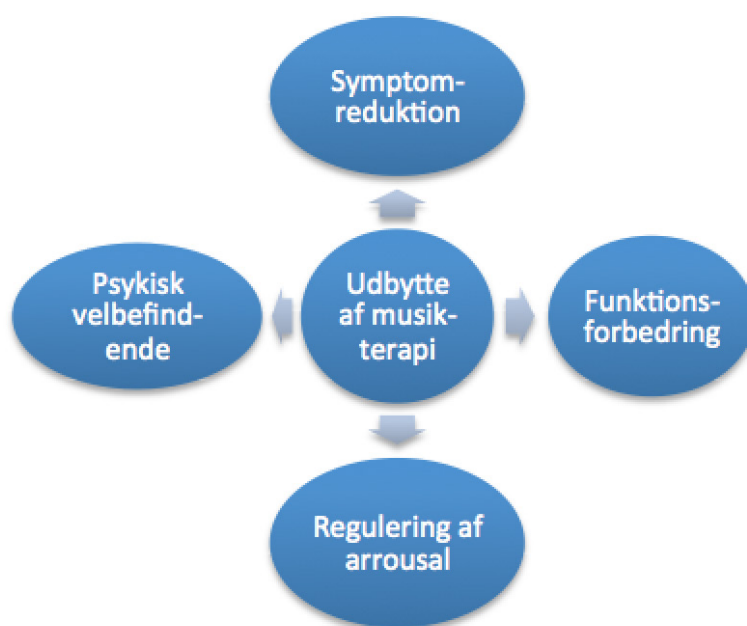 Symptom-
reduktion
Psykisk
velbefind-
ende
Udbytte
af musik-
terapi
Funktions-
forbedring
Regulering af
arrousal